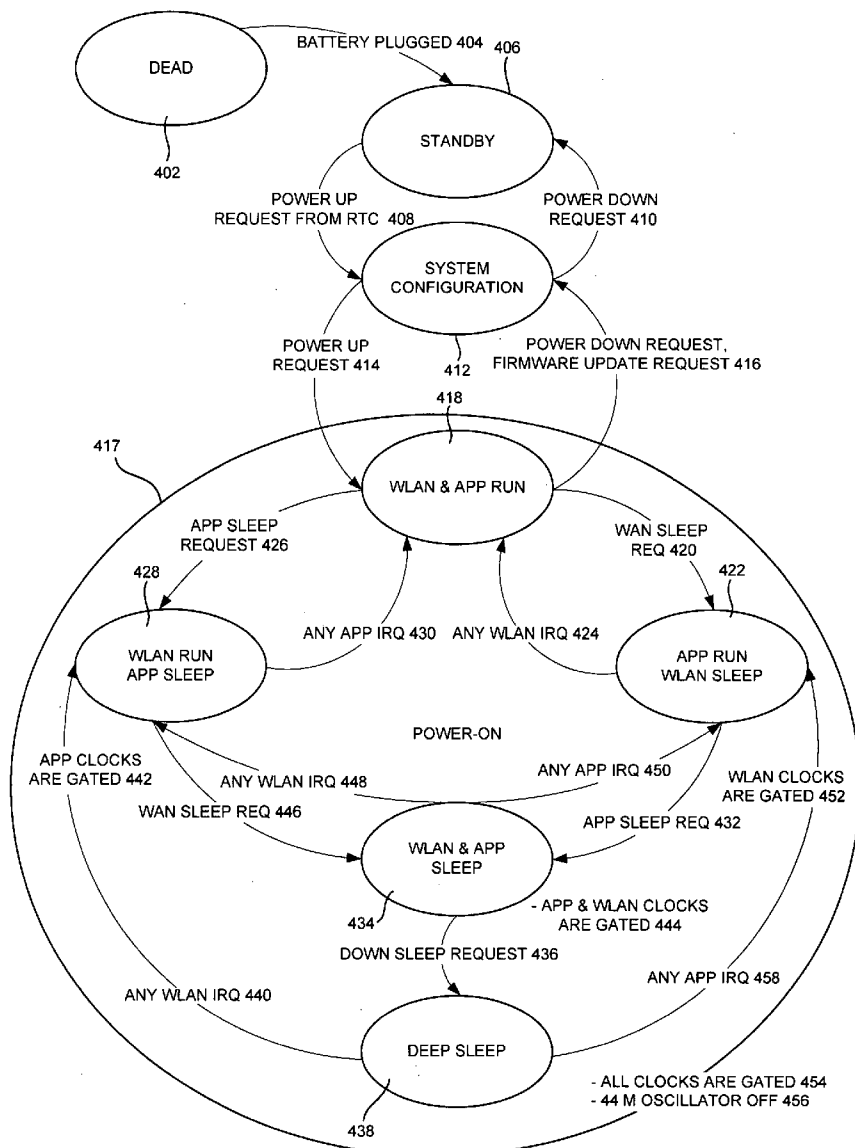 DEAD
402
BATTERY PLUGGED 404
406
STANDBY
POWER UP
REQUEST FROM RTC 408
POWER DOWN
REQUEST 410
SYSTEM
CONFIGURATION
412
POWER UP
REQUEST 414
POWER DOWN REQUEST,
FIRMWARE UPDATE REQUEST 416
417
418
WLAN & APP RUN
APP SLEEP
REQUEST 426
WAN SLEEP
REQ 420
428
422
WLAN RUN
APP SLEEP
ANY APP IRQ 430
ANY WLAN IRQ 424
APP RUN
WLAN SLEEP
POWER-ON
APP CLOCKS
ARE GATED 442
ANY WLAN IRQ 448
ANY APP IRQ 450
WLAN CLOCKS
ARE GATED 452
WAN SLEEP REQ 446
APP SLEEP REQ 432
WLAN & APP
SLEEP
434
- APP & WLAN CLOCKS
ARE GATED 444
DOWN SLEEP REQUEST 436
ANY WLAN IRQ 440
ANY APP IRQ 458
DEEP SLEEP
438
- ALL CLOCKS ARE GATED 454
- 44 M OSCILLATOR OFF 456